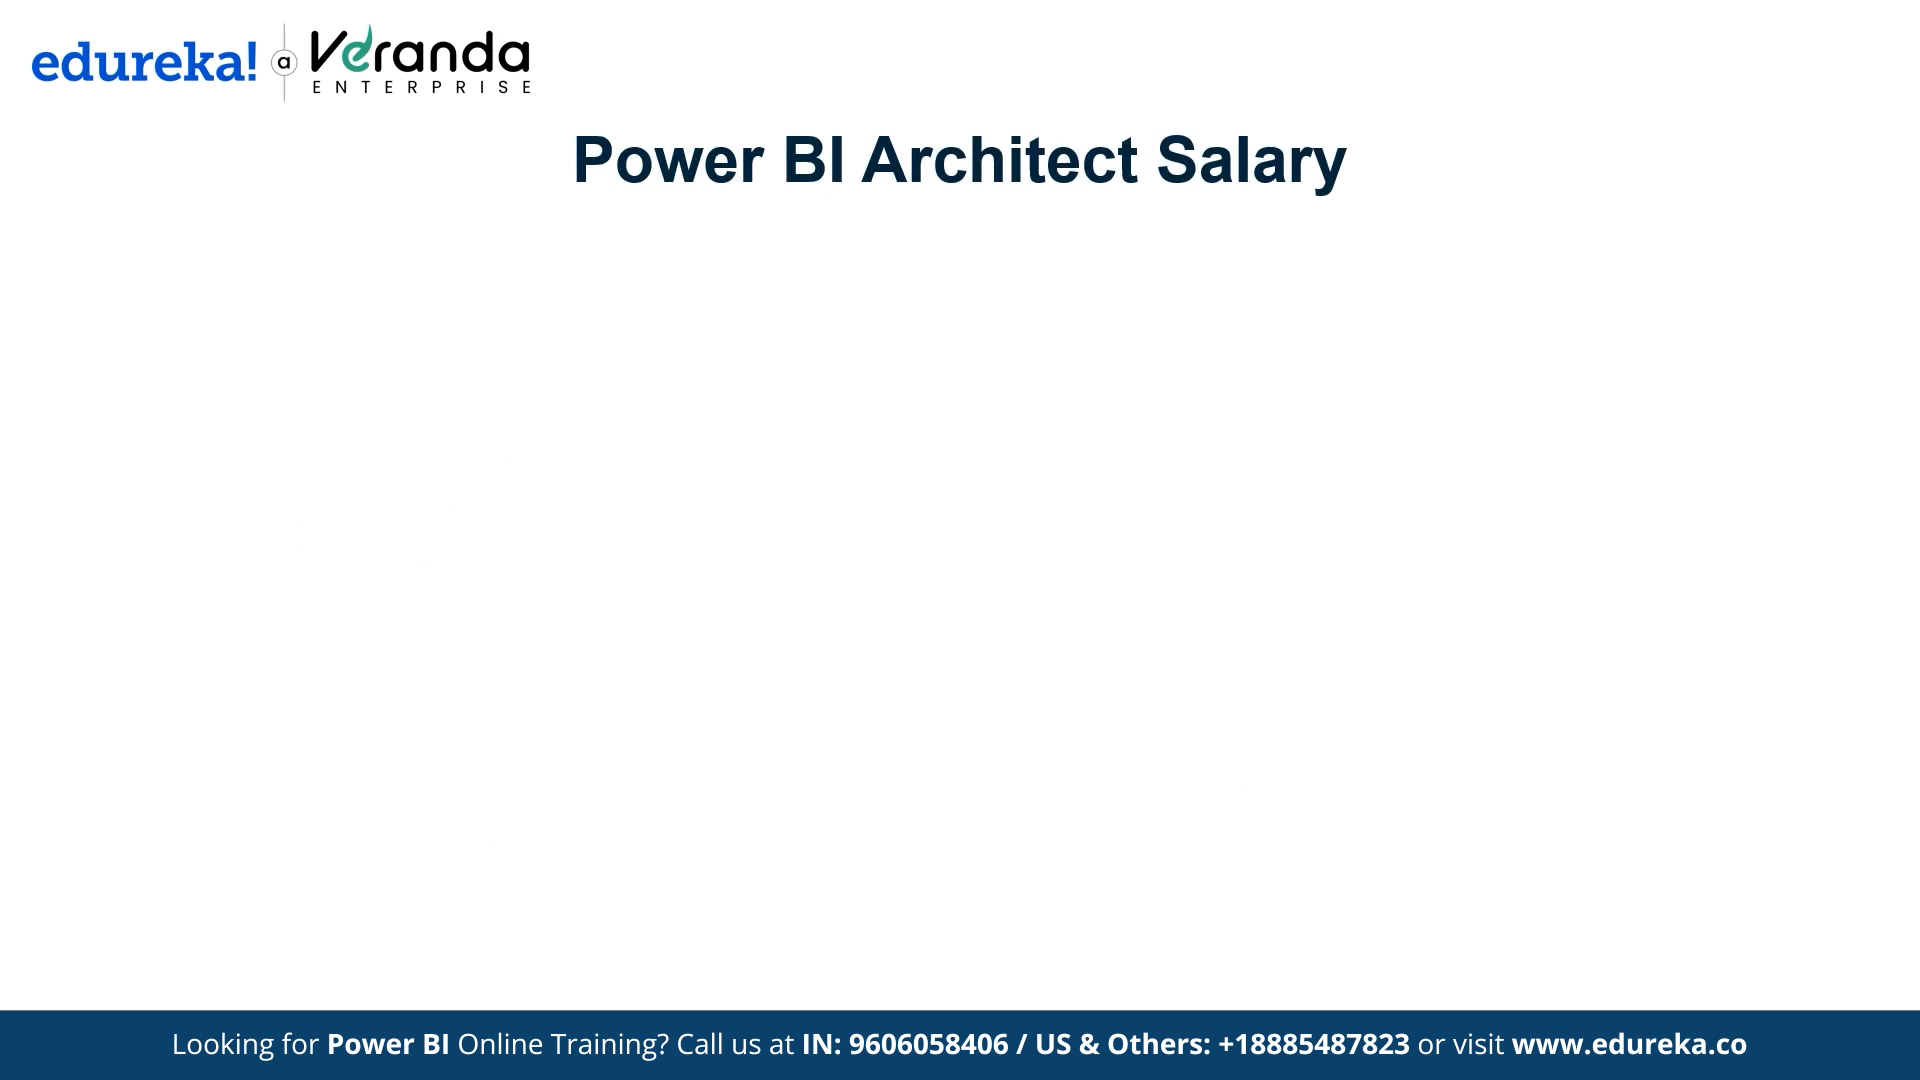 edureka! a Veranda
ENTERPRISE
Power BI Architect Salary
Looking for Power BI Online Training? Call us at IN: 9606058406 / US & Others: +18885487823 or visit www.edureka.co